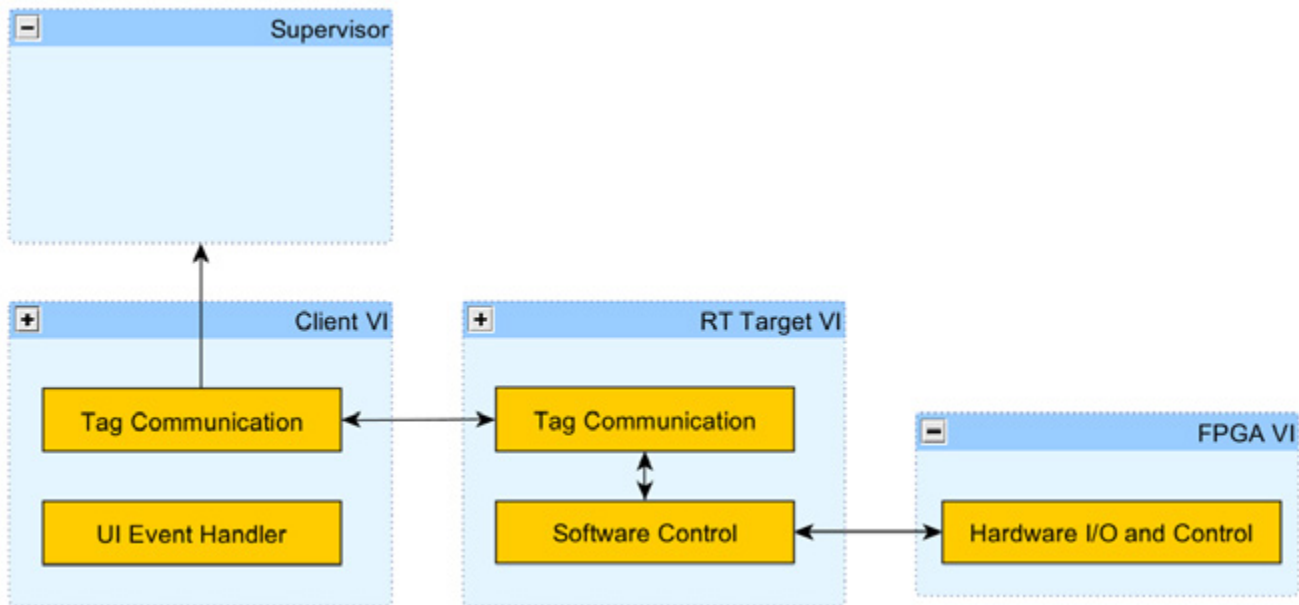 Supervisor
Client VI
Tag Communication
UI Event Handler
RT Target VI
Tag Communication
Software Control
FPGA VI
Hardware I/O and Control